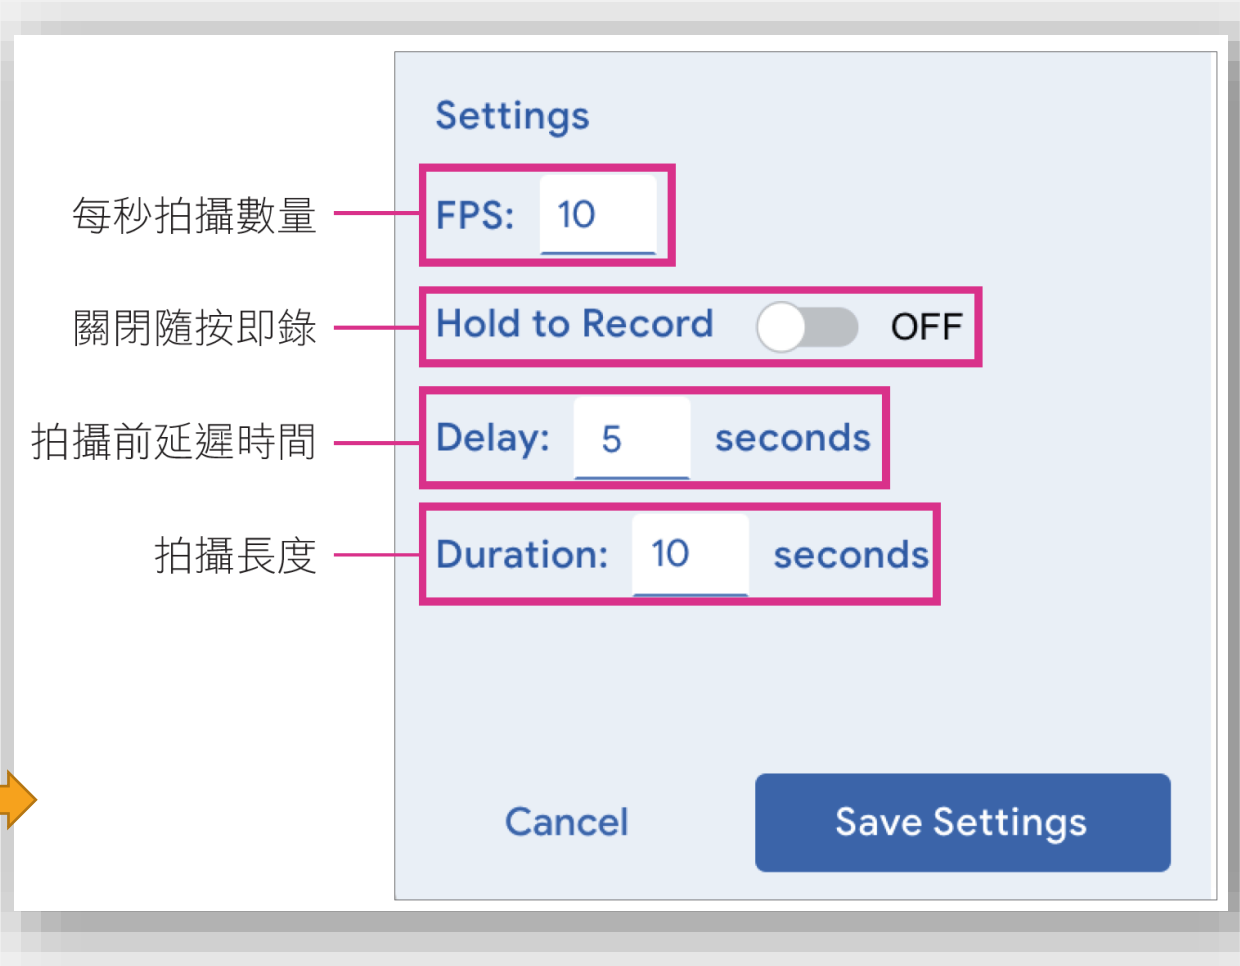 Settings
每秒拍攝數量 FPS: 10
關閉隨按即錄 Hold to Record OFF
拍攝前延遲時間 Delay: 5 seconds
拍攝長度 Duration: 10 seconds
Cancel Save Settings